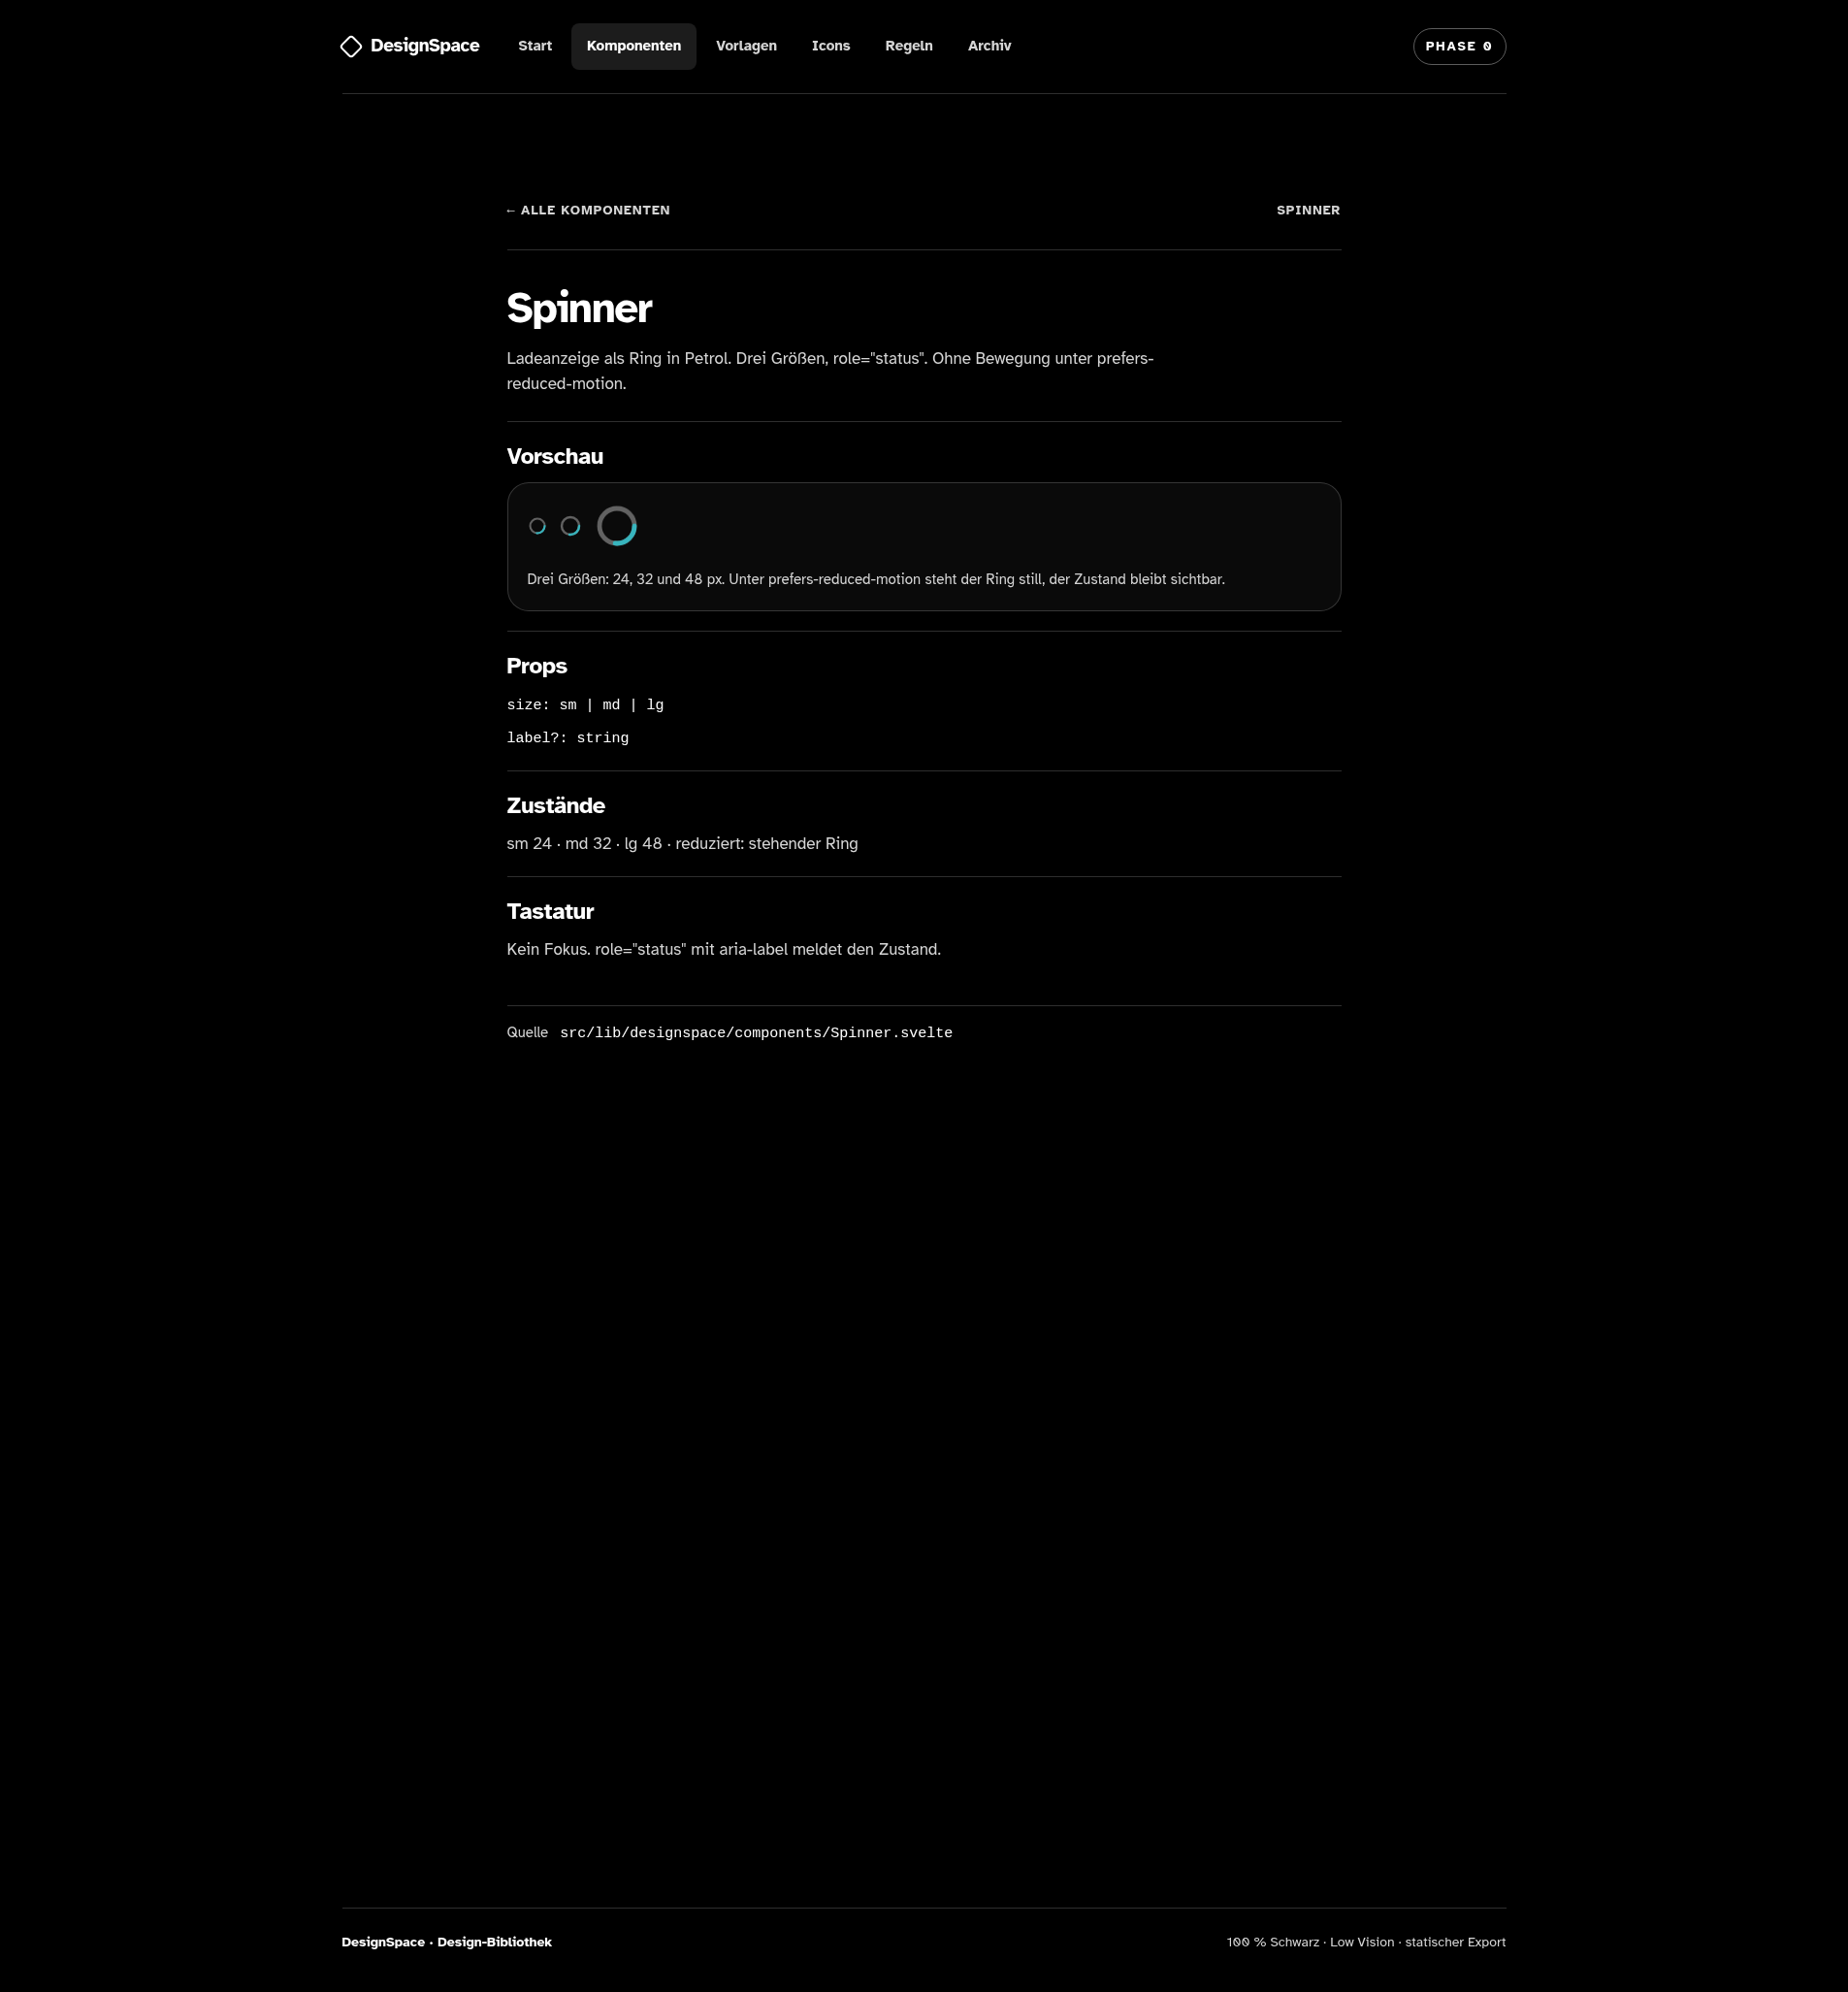 DesignSpace Start Komponenten Vorlagen Icons Regeln Archiv PHASE 0
← ALLE KOMPONENTEN SPINNER
Spinner
Ladeanzeige als Ring in Petrol. Drei Größen, role="status". Ohne Bewegung unter prefers-
reduced-motion.
Vorschau
Drei Größen: 24, 32 und 48 px. Unter prefers-reduced-motion steht der Ring still, der Zustand bleibt sichtbar.
Props
size: sm | md | lg
label?: string
Zustände
sm 24 · md 32 · lg 48 · reduziert: stehender Ring
Tastatur
Kein Fokus. role="status" mit aria-label meldet den Zustand.
Quelle src/lib/designspace/components/Spinner.svelte
DesignSpace · Design-Bibliothek 100 % Schwarz · Low Vision · statischer Export